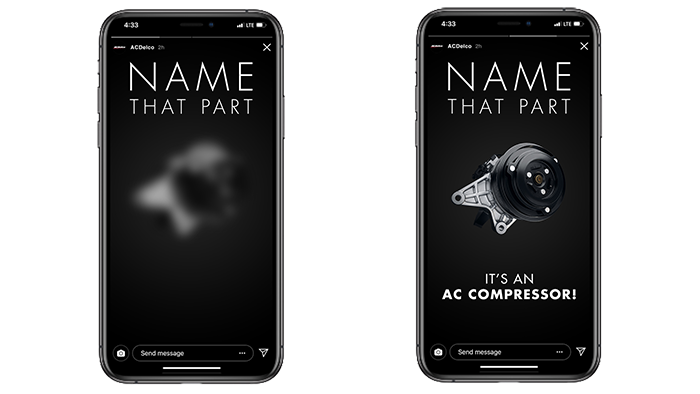 4:33 LTE
ACDelco 2h
NAME
THAT PART
Send message
4:33 LTE
ACDelco 2h
NAME
THAT PART
IT'S AN
AC COMPRESSOR!
Send message